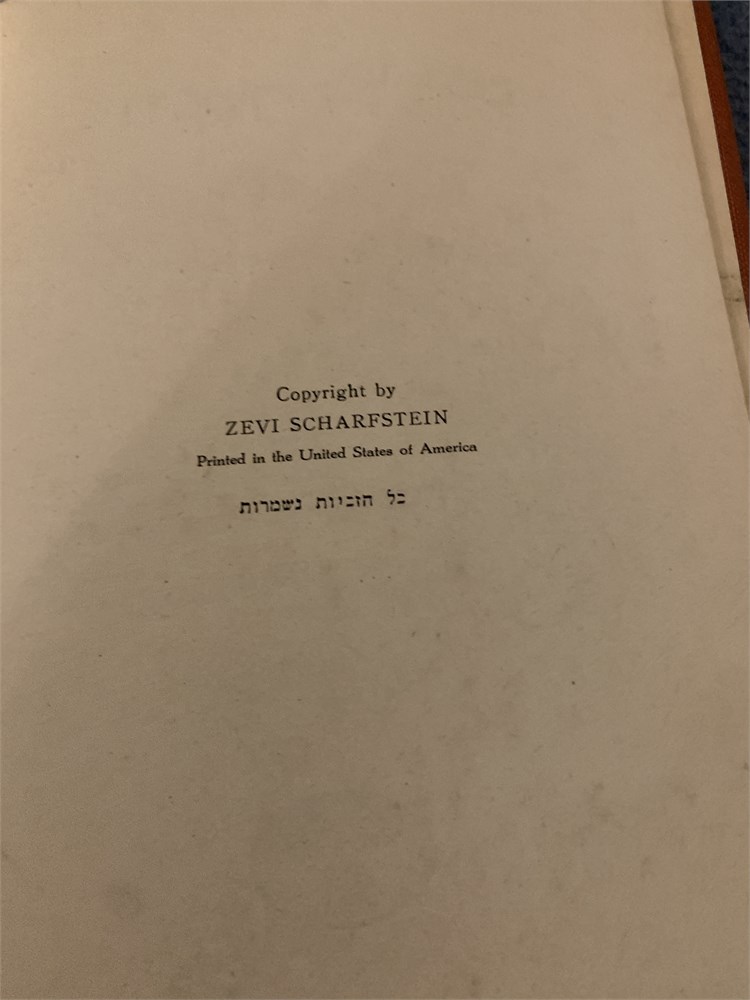 Copyright by
ZEVI SCHARFSTEIN
Printed in the United States of America
כל הזכיות נשמרות